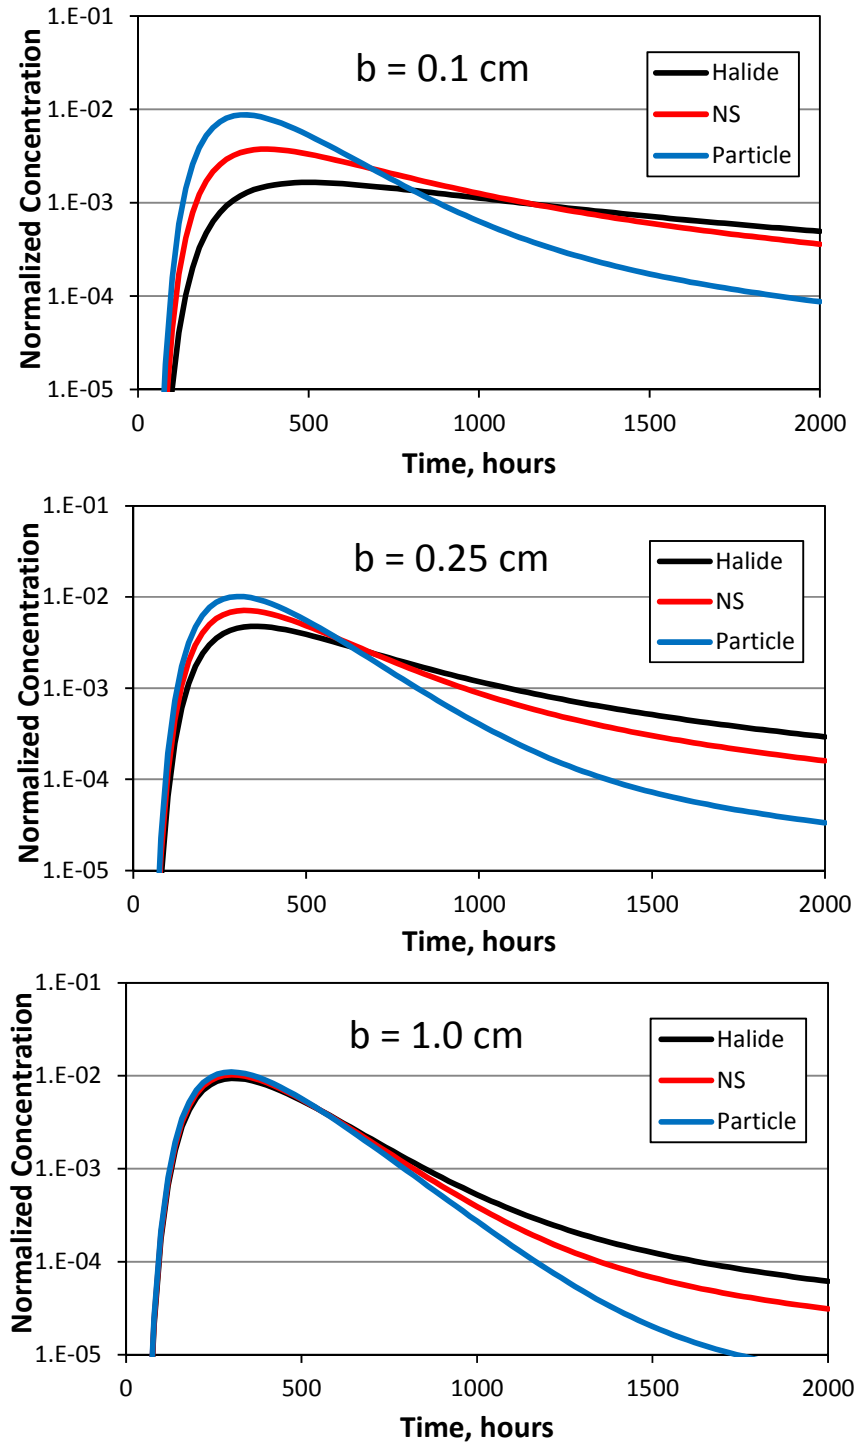 b = 0.1 cm
Halide
NS
Particle
Normalized Concentration
1.E-01
1.E-02
1.E-03
1.E-04
1.E-05
0 500 1000 1500 2000
Time, hours
b = 0.25 cm
Halide
NS
Particle
Normalized Concentration
1.E-01
1.E-02
1.E-03
1.E-04
1.E-05
0 500 1000 1500 2000
Time, hours
b = 1.0 cm
Halide
NS
Particle
Normalized Concentration
1.E-01
1.E-02
1.E-03
1.E-04
1.E-05
0 500 1000 1500 2000
Time, hours